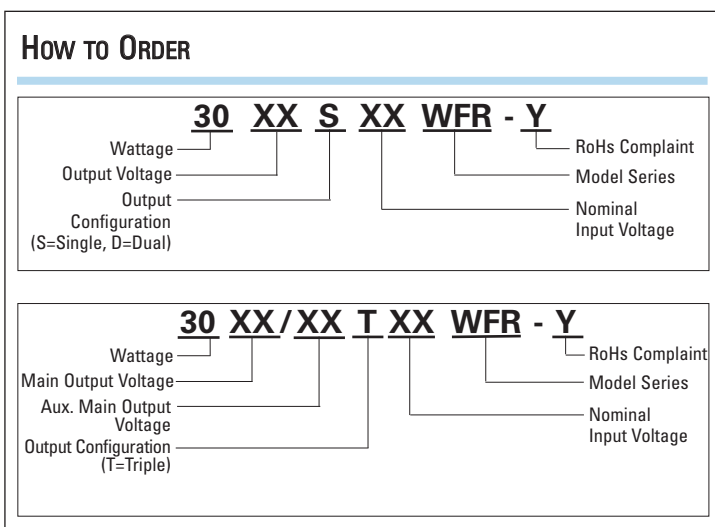 HOW TO ORDER
30 XX S XX WFR - Y
Wattage
Output Voltage
Output
Configuration
(S=Single, D=Dual)
RoHs Complaint
Model Series
Nominal
Input Voltage
30 XX/XX T XX WFR - Y
Wattage
Main Output Voltage
Aux. Main Output
Voltage
Output Configuration
(T=Triple)
RoHs Complaint
Model Series
Nominal
Input Voltage